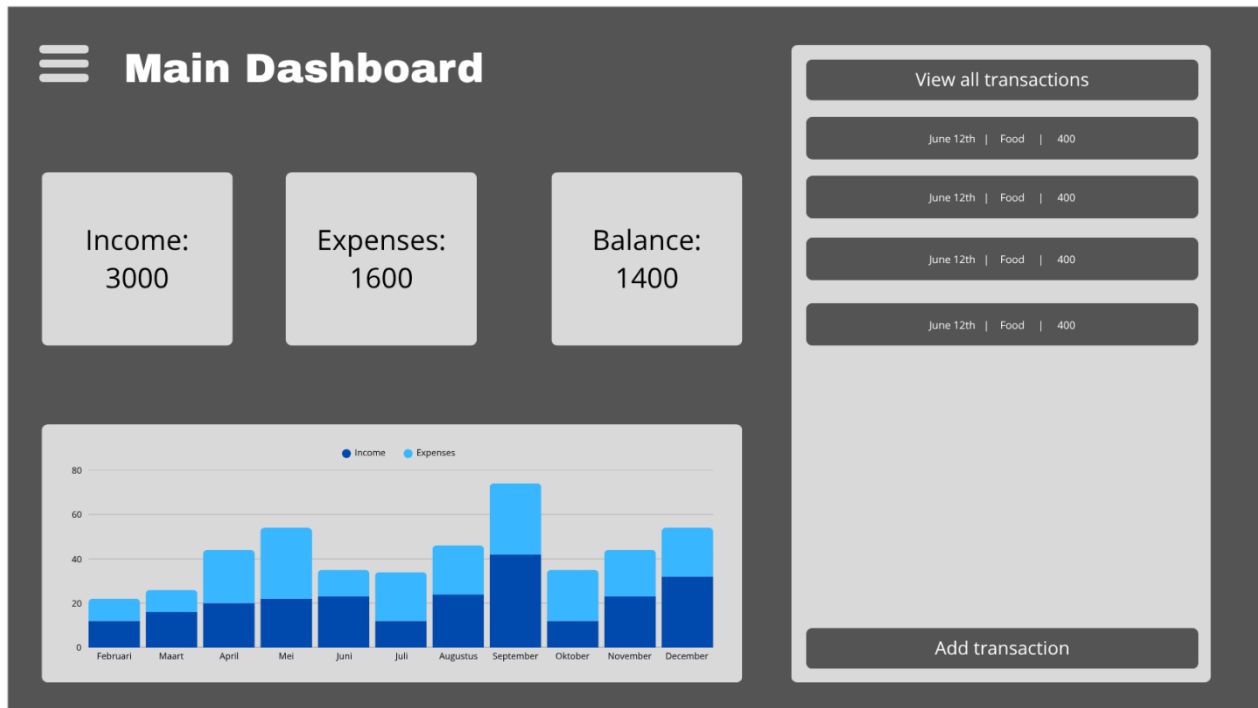 Main Dashboard
Income:
3000
Expenses:
1600
Balance:
1400
Income
Expenses
80
60
40
20
0
Februari
Maart
April
Mei
Juni
Juli
Augustus
September
Oktober
November
December
View all transactions
June 12th | Food | 400
June 12th | Food | 400
June 12th | Food | 400
June 12th | Food | 400
Add transaction